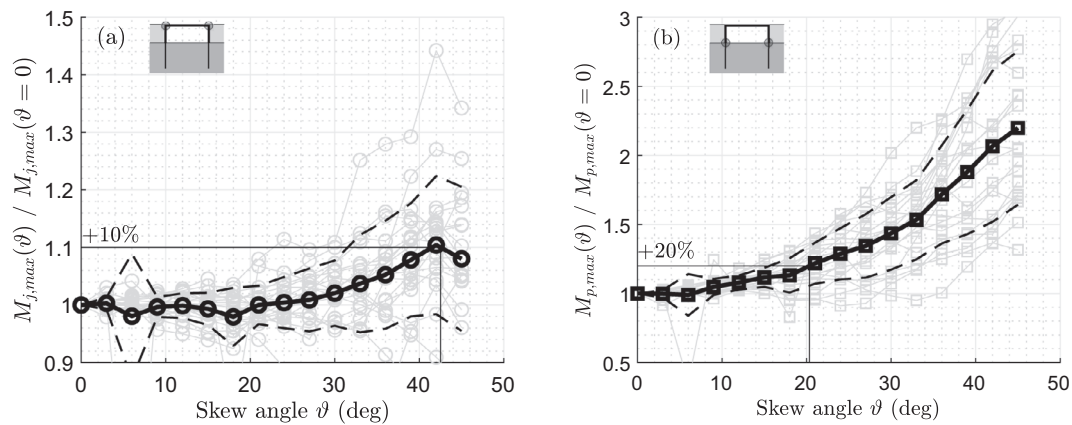 (a)
1.5
1.4
1.3
1.2
1.1
1
0.9
+10%
M_{j,max}(ϑ) / M_{j,max}(ϑ = 0)
0 10 20 30 40 50
Skew angle ϑ (deg)
(b)
3
2.5
2
1.5
1
0.5
+20%
M_{p,max}(ϑ) / M_{p,max}(ϑ = 0)
0 10 20 30 40 50
Skew angle ϑ (deg)